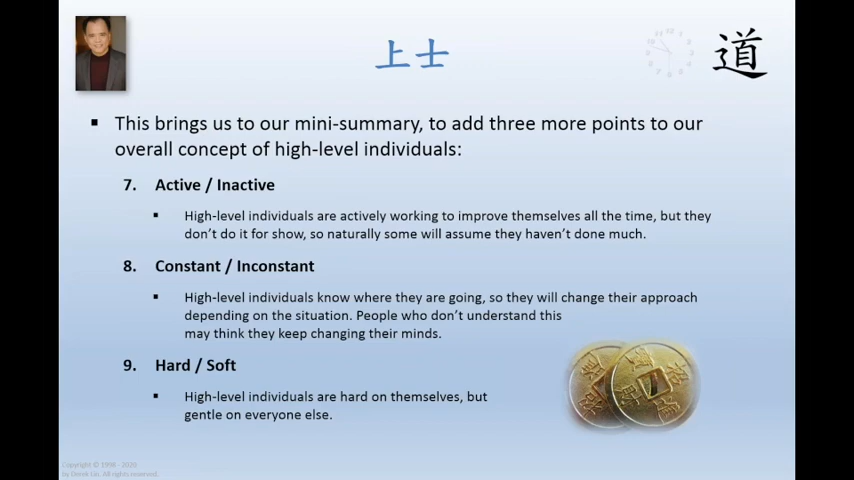 上士
道
▪ This brings us to our mini-summary, to add three more points to our
overall concept of high-level individuals:
7. Active / Inactive
▪ High-level individuals are actively working to improve themselves all the time, but they
don't do it for show, so naturally some will assume they haven't done much.
8. Constant / Inconstant
▪ High-level individuals know where they are going, so they will change their approach
depending on the situation. People who don't understand this
may think they keep changing their minds.
9. Hard / Soft
▪ High-level individuals are hard on themselves, but
gentle on everyone else.
Copyright © 1998 - 2020
by Derek Lin. All rights reserved.